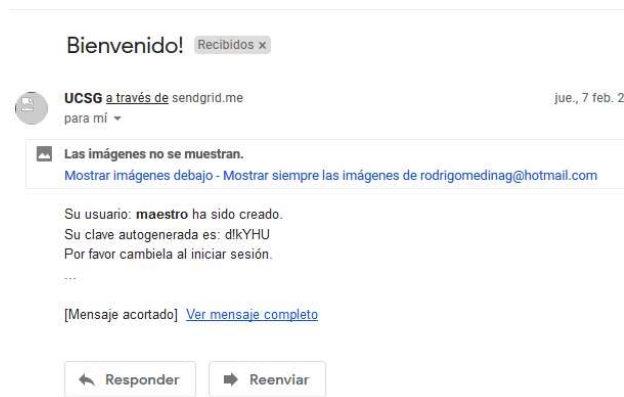 Bienvenido! Recibidos x
UCSG a través de sendgrid.me jue., 7 feb. 2
para mí
Las imágenes no se muestran.
Mostrar imágenes debajo - Mostrar siempre las imágenes de rodrigomedinag@hotmail.com
Su usuario: maestro ha sido creado.
Su clave autogenerada es: d!kYHU
Por favor cambiela al iniciar sesión.
...
[Mensaje acortado] Ver mensaje completo
Responder Reenviar